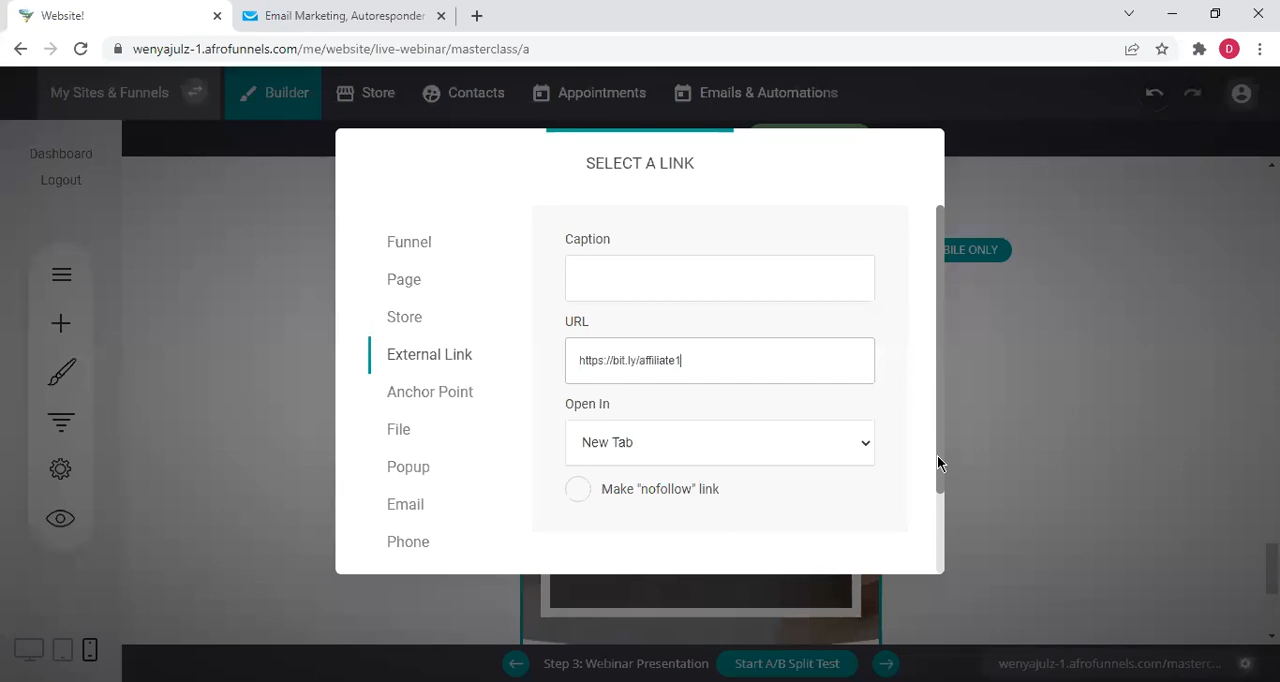 Website!
Email Marketing, Autoresponder
wenyajulz-1.afrofunnels.com/me/website/live-webinar/masterclass/a
D
My Sites & Funnels
Builder
Store
Contacts
Appointments
Emails & Automations
Dashboard
Logout
SELECT A LINK
Funnel
Page
Store
External Link
Anchor Point
File
Popup
Email
Phone
Caption
URL
https://bit.ly/affiliate1
Open In
New Tab
Make "nofollow" link
BILE ONLY
Step 3: Webinar Presentation
Start A/B Split Test
wenyajulz-1.afrofunnels.com/masterc...